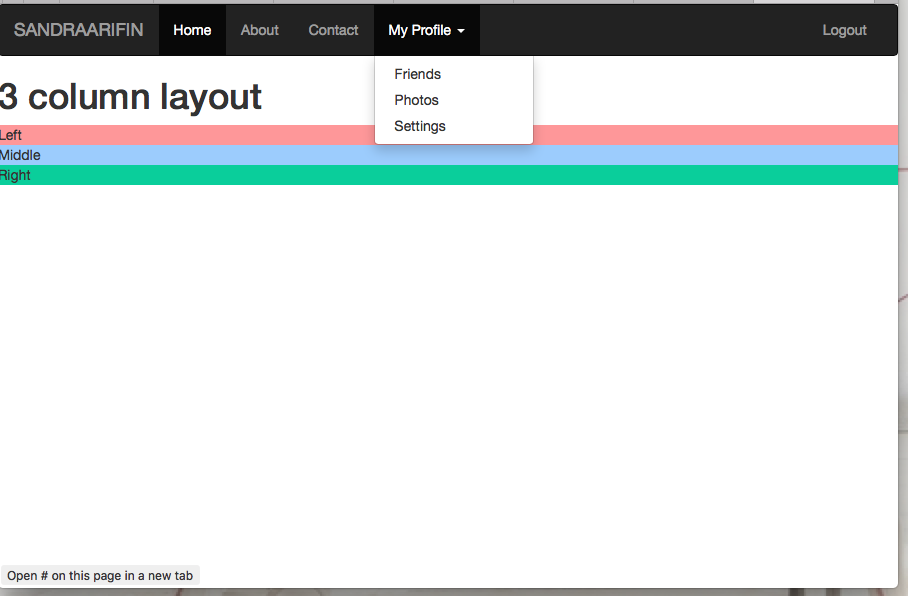 SANDRAARIFIN Home About Contact My Profile Logout
Friends
Photos
Settings
3 column layout
Left
Middle
Right
Open # on this page in a new tab